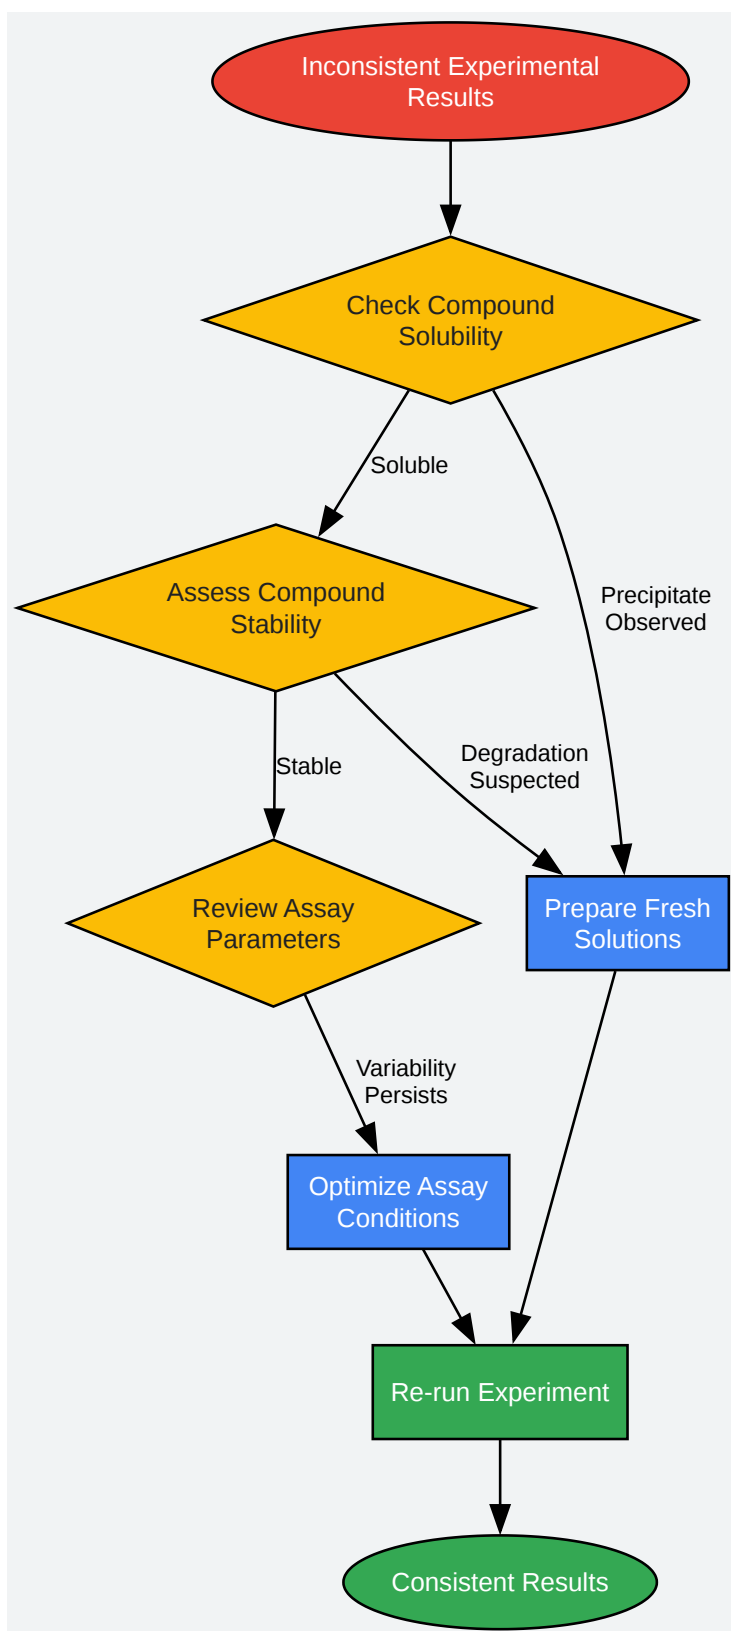 Inconsistent Experimental
Results
Check Compound
Solubility
Soluble
Assess Compound
Stability
Precipitate
Observed
Degradation
Suspected
Stable
Review Assay
Parameters
Prepare Fresh
Solutions
Variability
Persists
Optimize Assay
Conditions
Re-run Experiment
Consistent Results